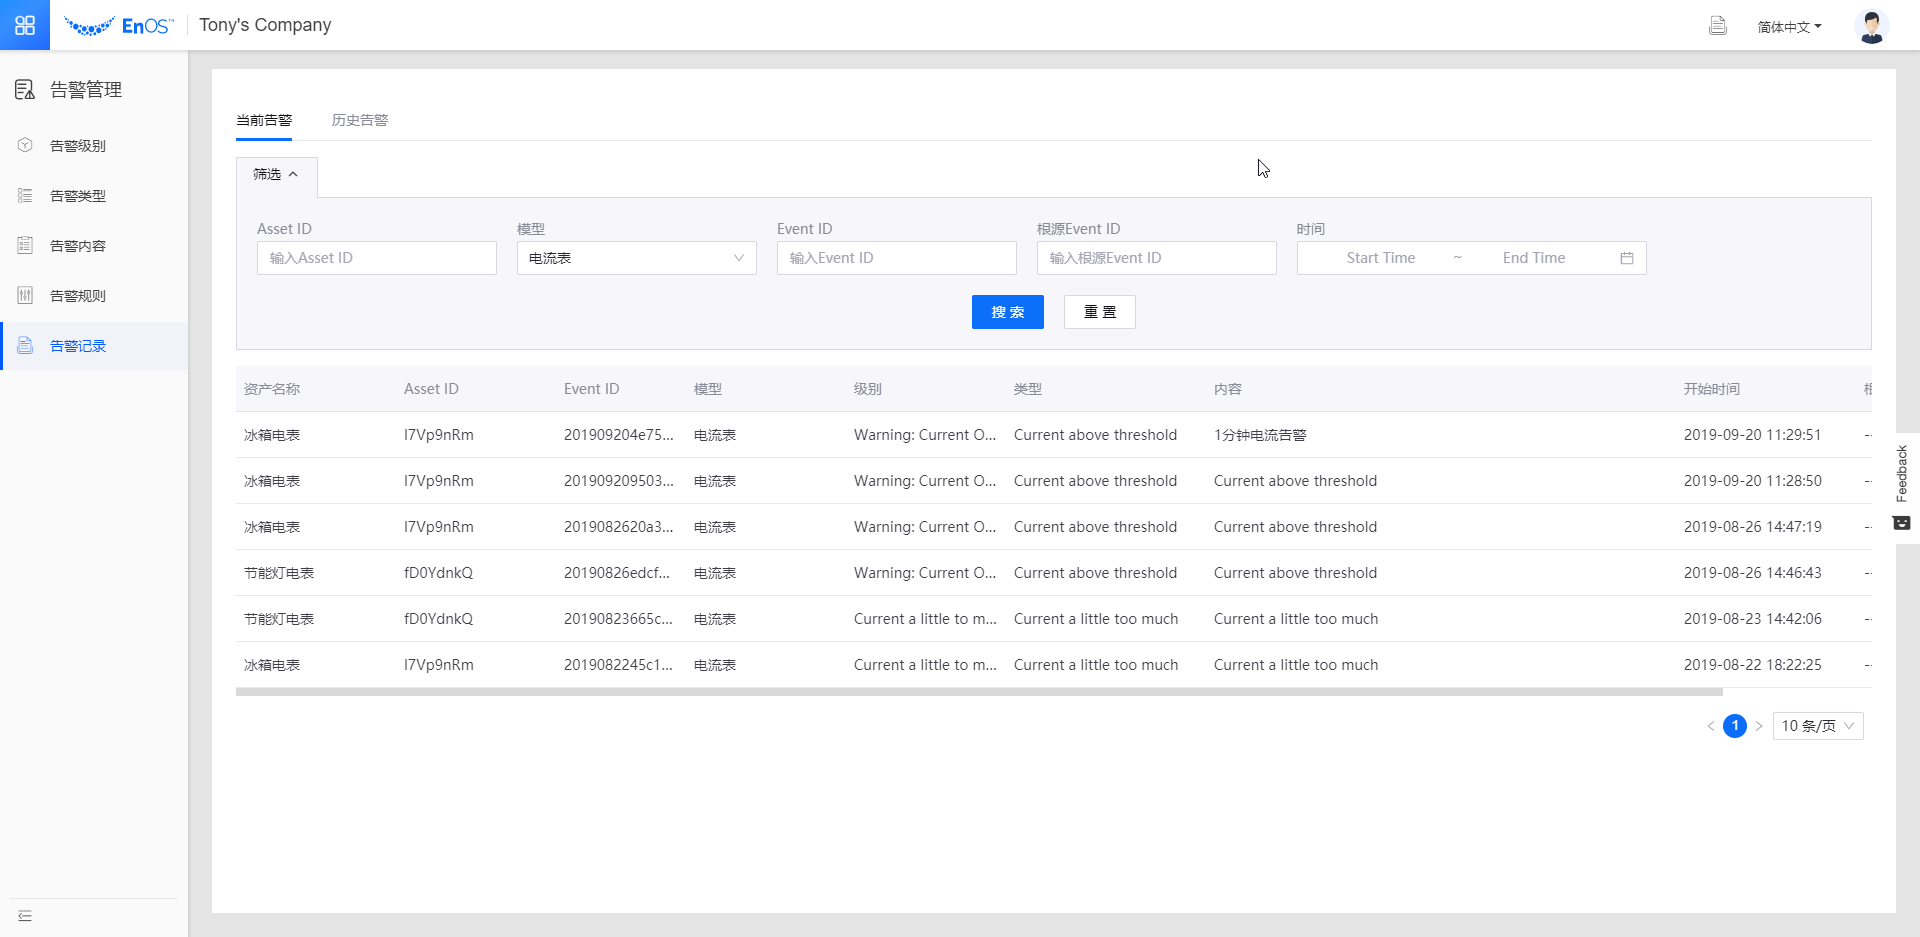 EnOS™ Tony's Company 简体中文
告警管理
告警级别
告警类型
告警内容
告警规则
告警记录
当前告警 历史告警
筛选
Asset ID 模型 Event ID 根源Event ID 时间
输入Asset ID 电流表 输入Event ID 输入根源Event ID Start Time ~ End Time
搜 索 重 置
资产名称 Asset ID Event ID 模型 级别 类型 内容 开始时间
冰箱电表 I7Vp9nRm 201909204e75... 电流表 Warning: Current O... Current above threshold 1分钟电流告警 2019-09-20 11:29:51 --
冰箱电表 I7Vp9nRm 201909209503... 电流表 Warning: Current O... Current above threshold Current above threshold 2019-09-20 11:28:50 --
冰箱电表 I7Vp9nRm 2019082620a3... 电流表 Warning: Current O... Current above threshold Current above threshold 2019-08-26 14:47:19 --
节能灯电表 fD0YdnkQ 20190826edcf... 电流表 Warning: Current O... Current above threshold Current above threshold 2019-08-26 14:46:43 --
节能灯电表 fD0YdnkQ 20190823665c... 电流表 Current a little to m... Current a little too much Current a little too much 2019-08-23 14:42:06 --
冰箱电表 I7Vp9nRm 2019082245c1... 电流表 Current a little to m... Current a little too much Current a little too much 2019-08-22 18:22:25 --
< 1 > 10 条/页
Feedback